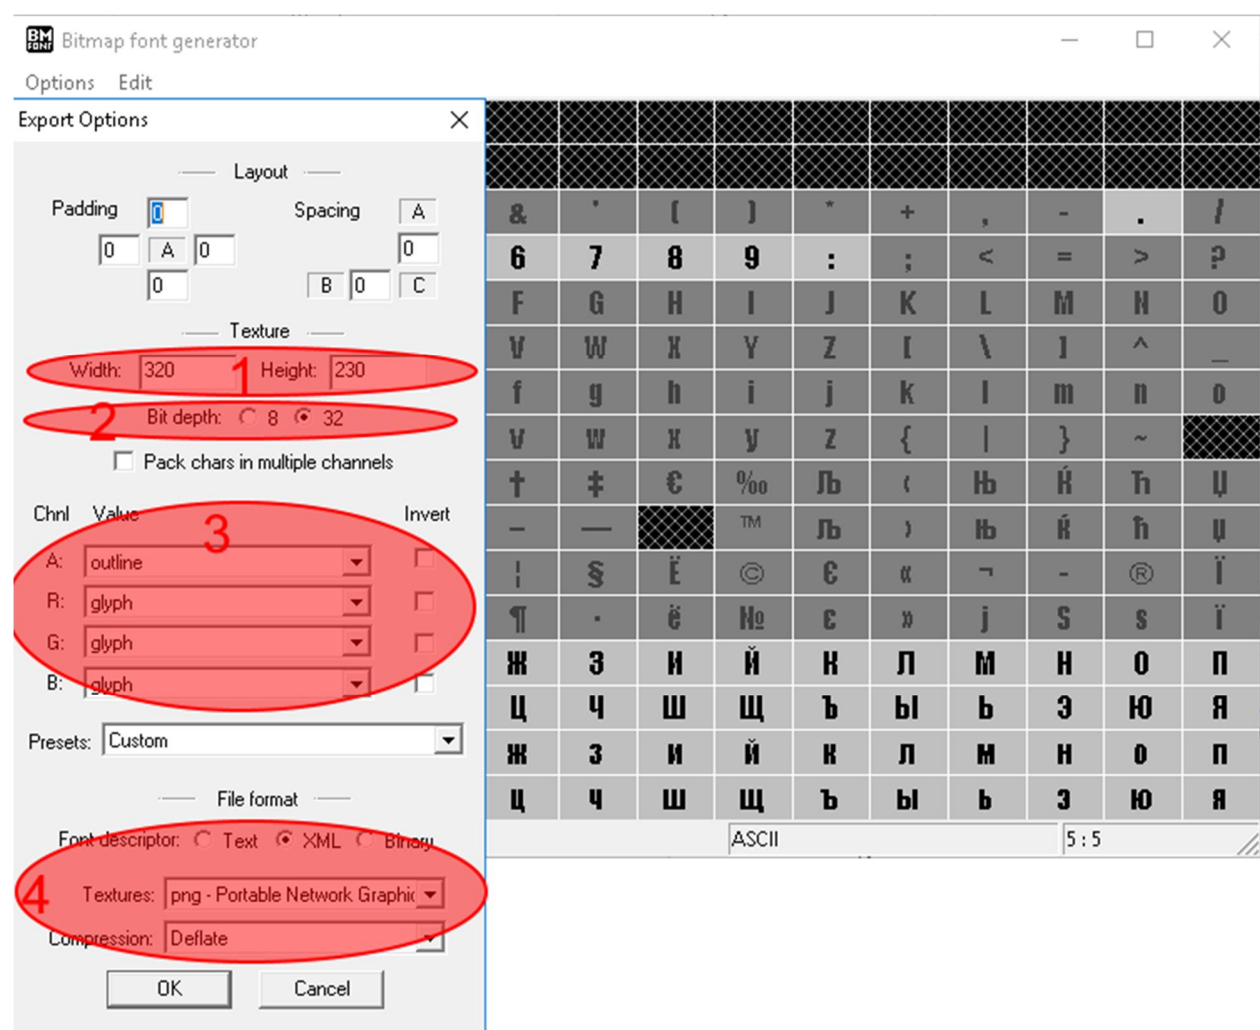 BM
FONT
Bitmap font generator
Options Edit
Export Options
Layout
Padding 0 Spacing A
0 A 0 0
0 B 0 C
Texture
Width: 320 1 Height: 230
2 Bit depth: 8 32
Pack chars in multiple channels
Chnl Value Invert
3
A: outline
R: glyph
G: glyph
B: glyph
Presets: Custom
File format
Font descriptor: Text XML Binary
4 Textures: png - Portable Network Graphic
Compression: Deflate
OK Cancel
& ' ( ) * + , - . /
6 7 8 9 : ; < = > ?
F G H I J K L M N O
V W X Y Z [ \ ] ^ _
f g h i j k l m n o
v w x y z { | } ~
† ‡ € ‰ Љ ‹ Њ Ќ Ћ Џ
– — ™ љ › њ ќ ћ џ
¦ § Ё © Є « ¬ - ® Ї
¶ · ё № є » ј Ѕ ѕ ї
Ж З И Й К Л М Н О П
Ц Ч Ш Щ Ъ Ы Ь Э Ю Я
ж з и й к л м н о п
ц ч ш щ ъ ы ь э ю я
ASCII 5:5